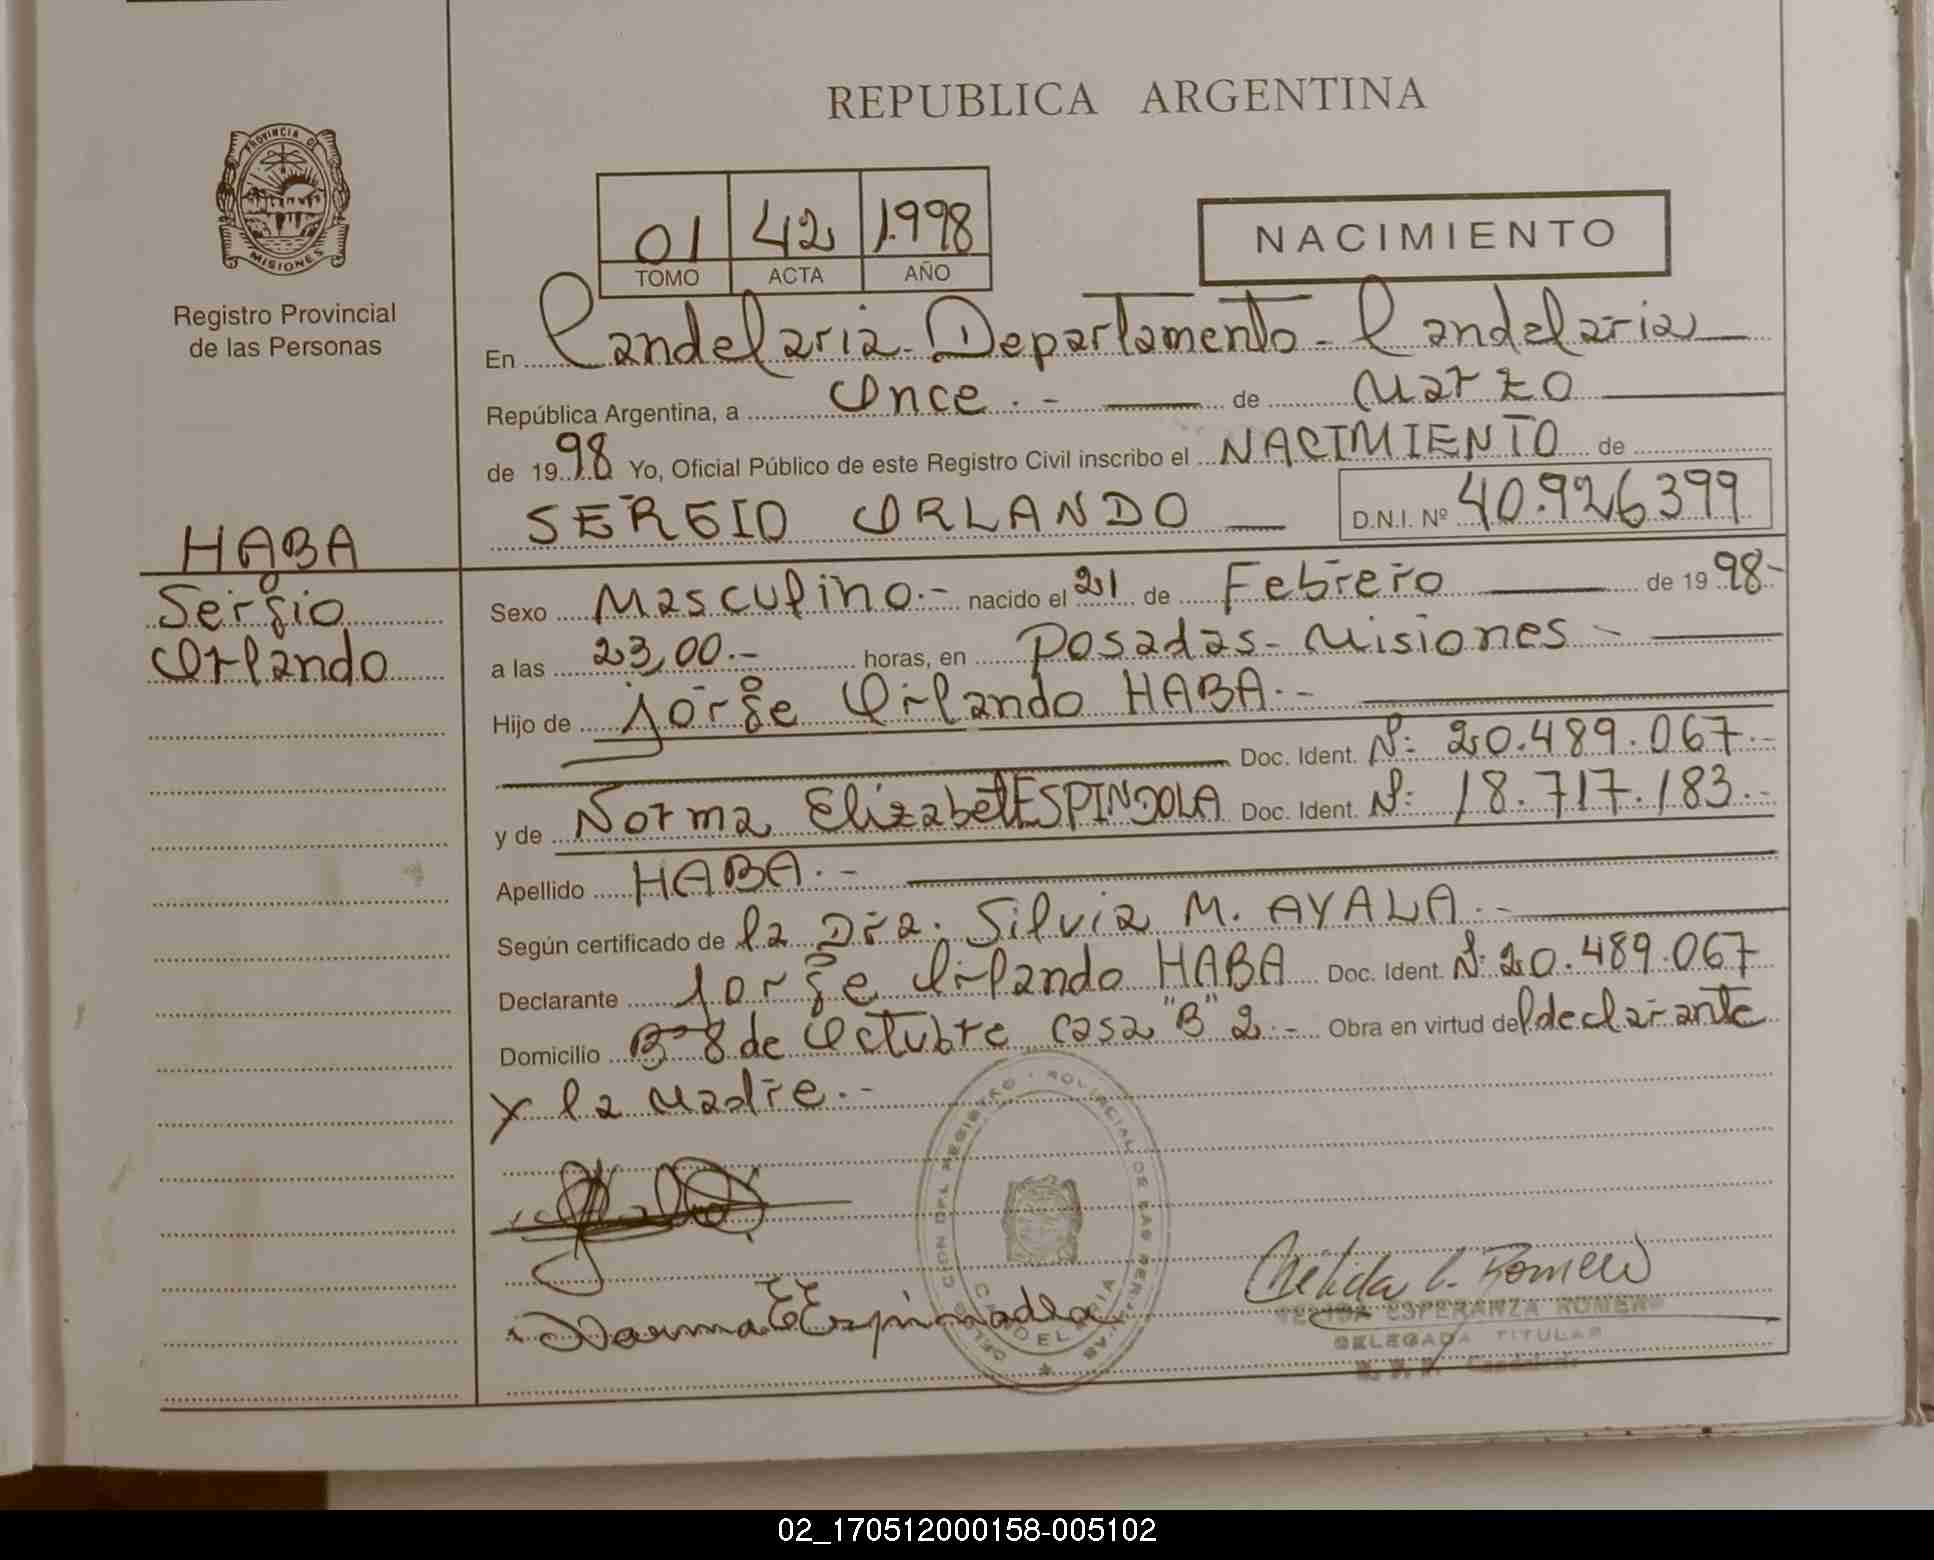 REPUBLICA ARGENTINA
PROVINCIA DE
MISIONES
Registro Provincial
de las Personas
01 42 1998
TOMO ACTA AÑO
NACIMIENTO
En Candelaria - Departamento - Candelaria
República Argentina, a Once.- de Marzo
de 1998 Yo, Oficial Público de este Registro Civil inscribo el NACIMIENTO de
SERGIO ORLANDO D.N.I. Nº 40.926399
HABA
Sergio
Orlando
Sexo Masculino.- nacido el 21 de Febrero de 1998-
a las 23,00.- horas, en Posadas - Misiones -
Hijo de Jorge Orlando HABA.-
Doc. Ident. Nº: 20.489.067.-
y de Norma Elizabet ESPINDOLA Doc. Ident. Nº: 18.717.183.-
Apellido HABA.-
Según certificado de la Dra. Silvia M. AYALA.-
Declarante Jorge Orlando HABA Doc. Ident. Nº: 20.489.067
Domicilio Bº 8 de Octubre casa "B" 2.- Obra en virtud del declarante
y la Madre.-
Norma E Espindola
Nelida E. Romero
ESPERANZA ROMERO
DELEGADA TITULAR
Candelaria
02_170512000158-005102